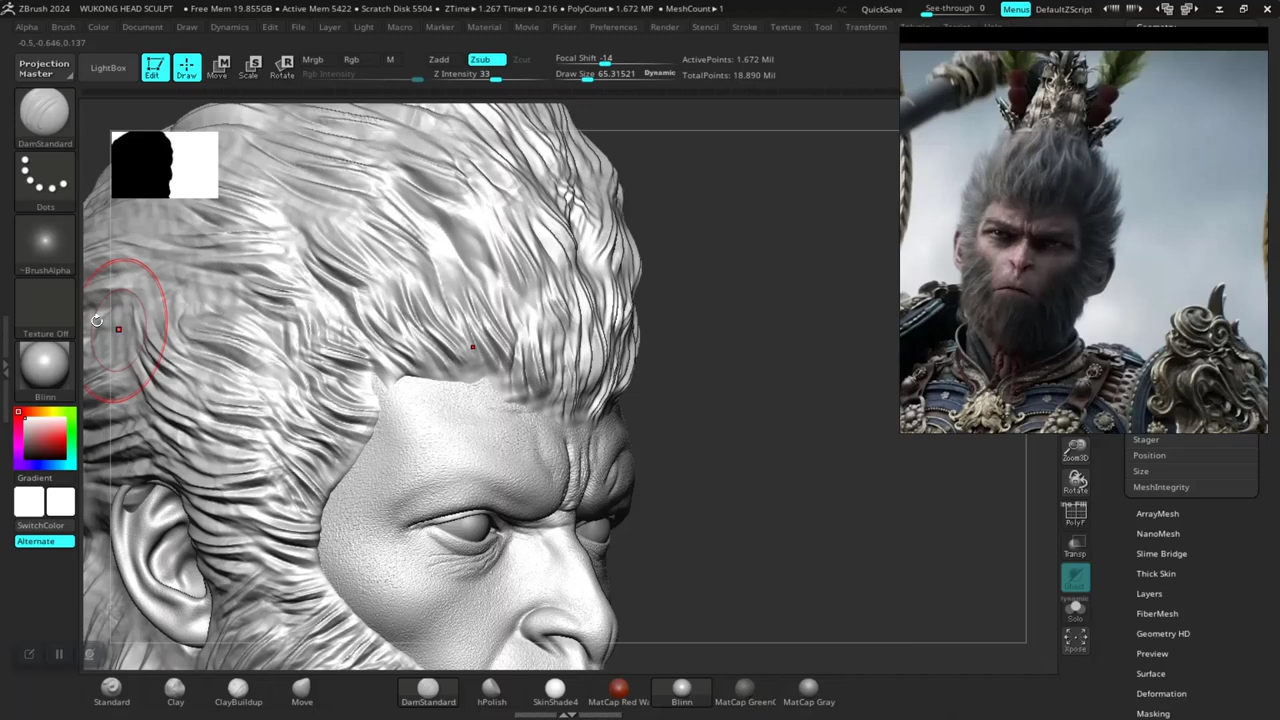 ZBrush 2024 WUKONG HEAD SCULPT • Free Mem 19.855GB • Active Mem 5422 • Scratch Disk 5504 • ZTime▸1.267 Timer▸0.216 • PolyCount▸1.672 MP • MeshCount▸1 AC QuickSave See-through 0 Menus DefaultZScript
Alpha Brush Color Document Draw Dynamics Edit File Layer Light Macro Marker Material Movie Picker Preferences Render Stencil Stroke Texture Tool Transform
-0.5,-0.646,0.137
Projection Master
LightBox
Edit
Draw
Move
Scale
Rotate
Mrgb Rgb M
Rgb Intensity
Zadd Zsub Zcut
Z Intensity 33
Focal Shift -14
Draw Size 65.31521 Dynamic
ActivePoints: 1.672 Mil
TotalPoints: 18.890 Mil
DamStandard
Dots
~BrushAlpha
Texture Off
Blinn
Gradient
SwitchColor
Alternate
Zoom3D
Rotate
PolyF
Transp
Ghost
Dynamic
Solo
Xpose
Stager
Position
Size
MeshIntegrity
ArrayMesh
NanoMesh
Slime Bridge
Thick Skin
Layers
FiberMesh
Geometry HD
Preview
Surface
Deformation
Masking
Standard
Clay
ClayBuildup
Move
DamStandard
hPolish
SkinShade4
MatCap Red Wa
Blinn
MatCap GreenC
MatCap Gray